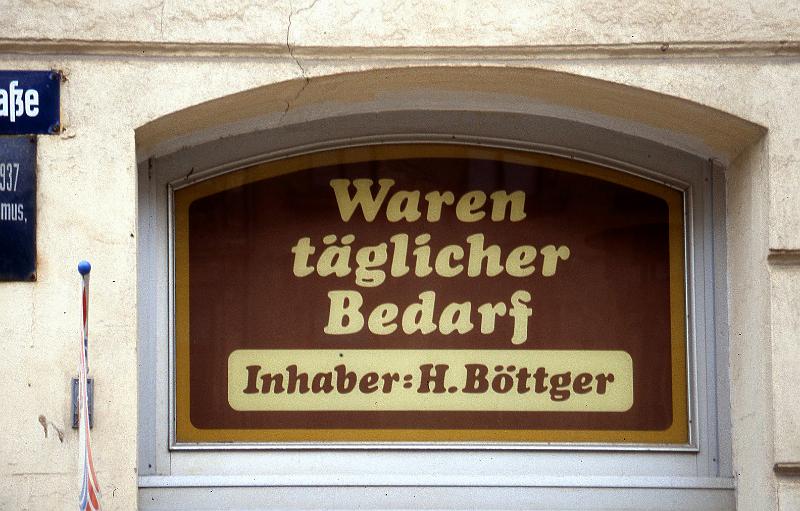 aße
937
mus,
Waren
täglicher
Bedarf
Inhaber: H. Böttger